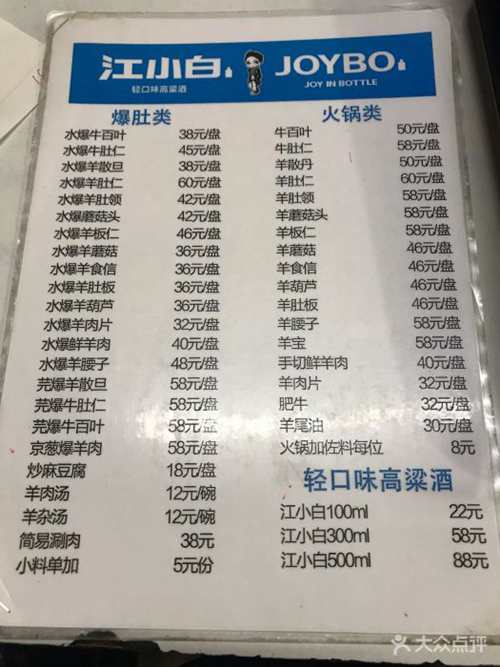 江小白.
轻口味高粱酒
JOYBO.
JOY IN BOTTLE
爆肚类
水爆牛百叶 38元/盘
水爆牛肚仁 45元/盘
水爆羊散旦 38元/盘
水爆羊肚仁 60元/盘
水爆羊肚领 42元/盘
水爆蘑菇头 42元/盘
水爆羊板仁 46元/盘
水爆羊蘑菇 36元/盘
水爆羊食信 36元/盘
水爆羊肚板 36元/盘
水爆羊葫芦 36元/盘
水爆羊肉片 32元/盘
水爆鲜羊肉 40元/盘
水爆羊腰子 48元/盘
芫爆羊散旦 58元/盘
芫爆牛肚仁 58元/盘
芫爆牛百叶 58元/盘
京葱爆羊肉 58元/盘
炒麻豆腐 18元/盘
羊肉汤 12元/碗
羊杂汤 12元/碗
简易涮肉 38元
小料单加 5元份
火锅类
牛百叶 50元/盘
牛肚仁 58元/盘
羊散丹 50元/盘
羊肚仁 60元/盘
羊肚领 58元/盘
羊蘑菇头 58元/盘
羊板仁 58元/盘
羊蘑菇 46元/盘
羊食信 46元/盘
羊葫芦 46元/盘
羊肚板 46元/盘
羊腰子 58元/盘
羊宝 58元/盘
手切鲜羊肉 40元/盘
羊肉片 32元/盘
肥牛 32元/盘
羊尾油 30元/盘
火锅加佐料每位 8元
轻口味高粱酒
江小白100ml 22元
江小白300ml 58元
江小白500ml 88元
大众点评